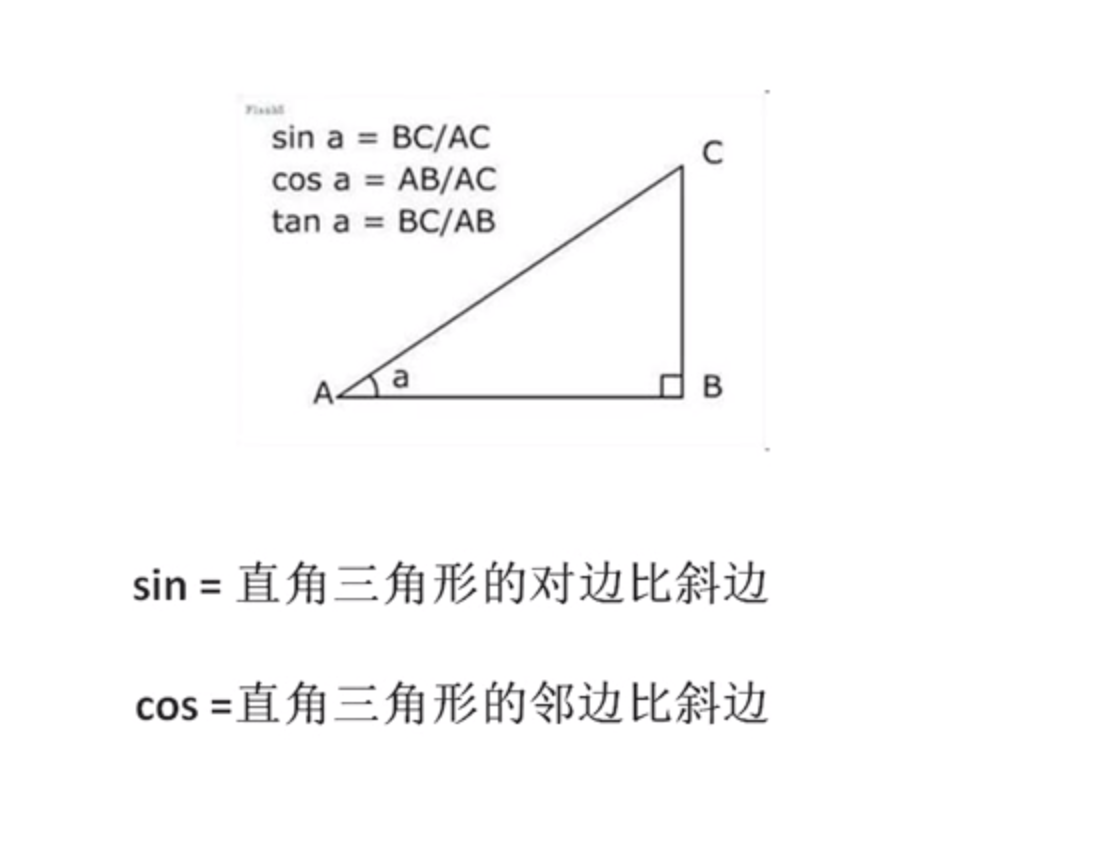 sin a = BC/AC
cos a = AB/AC
tan a = BC/AB
C
A
a
B
sin = 直角三角形的对边比斜边
cos =直角三角形的邻边比斜边